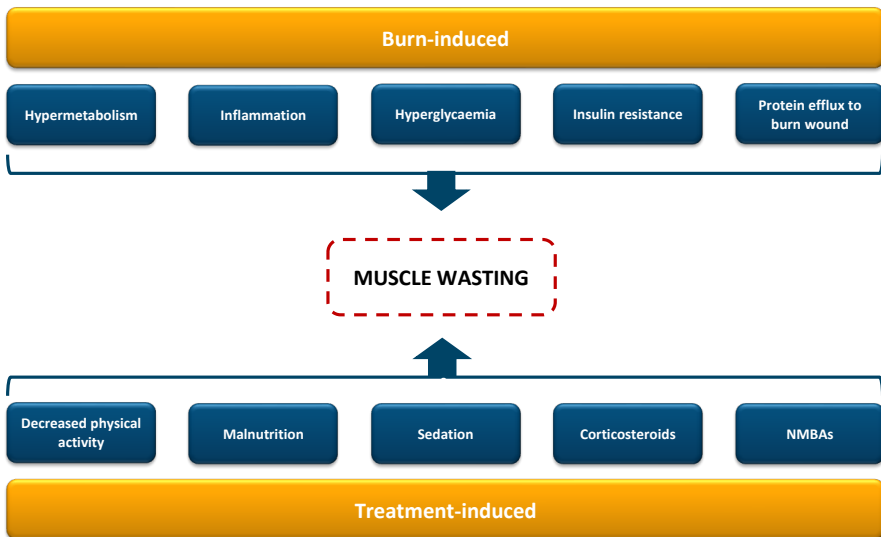 Burn-induced
Hypermetabolism
Inflammation
Hyperglycaemia
Insulin resistance
Protein efflux to
burn wound
MUSCLE WASTING
Decreased physical
activity
Malnutrition
Sedation
Corticosteroids
NMBAs
Treatment-induced